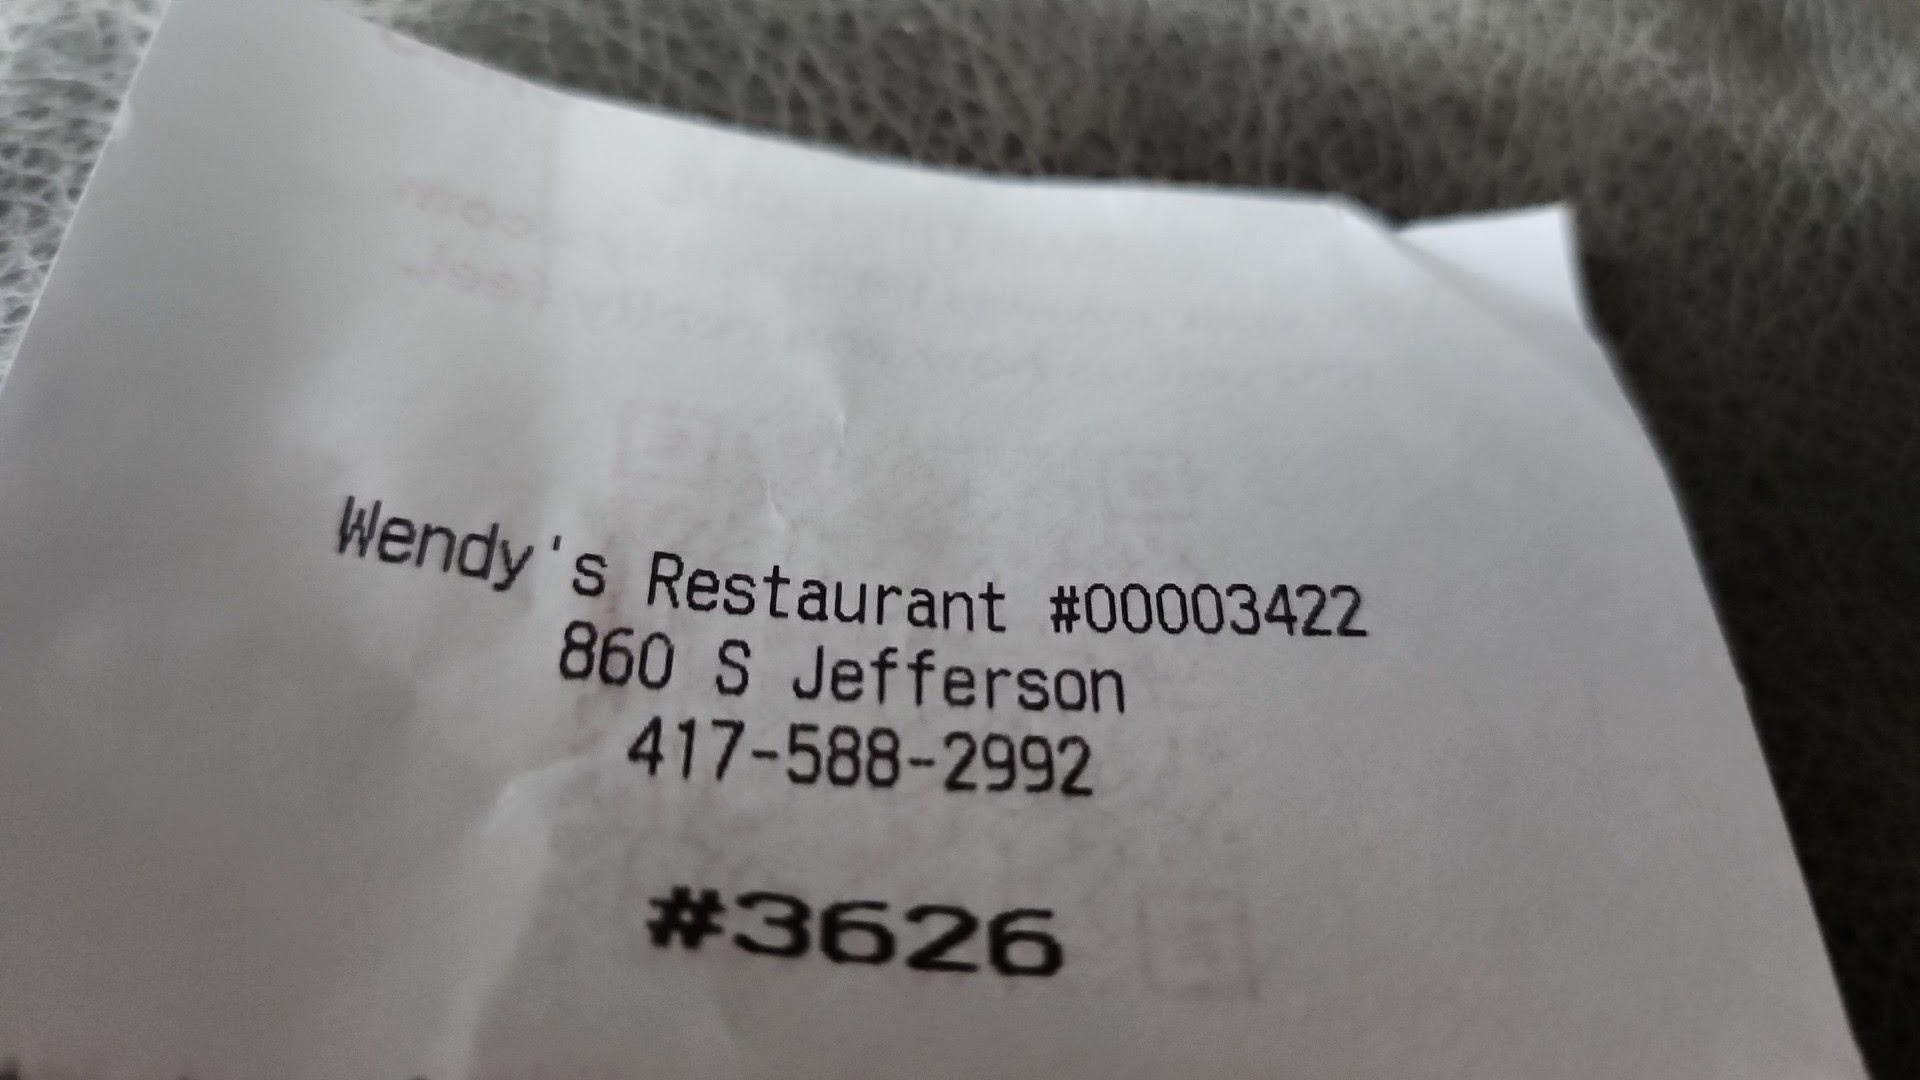 Wendy's Restaurant #00003422
860 S Jefferson
417-588-2992
#3626